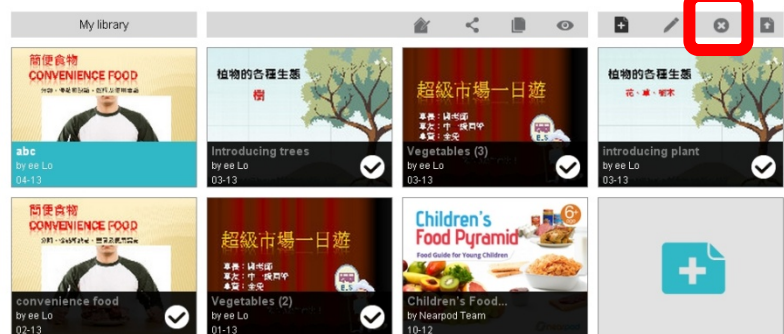 My library
簡便食物
CONVENIENCE FOOD
abc
by ee Lo
04-13
植物的各種生態
樹
Introducing trees
by ee Lo
03-13
超級市場一日遊
Vegetables (3)
by ee Lo
03-13
植物的各種生態
花、草、樹木
introducing plant
by ee Lo
03-13
簡便食物
CONVENIENCE FOOD
convenience food
by ee Lo
02-13
超級市場一日遊
Vegetables (2)
by ee Lo
01-13
Children's
Food Pyramid
6+
Food Guide for Young Children
Children's Food...
by Nearpod Team
10-12